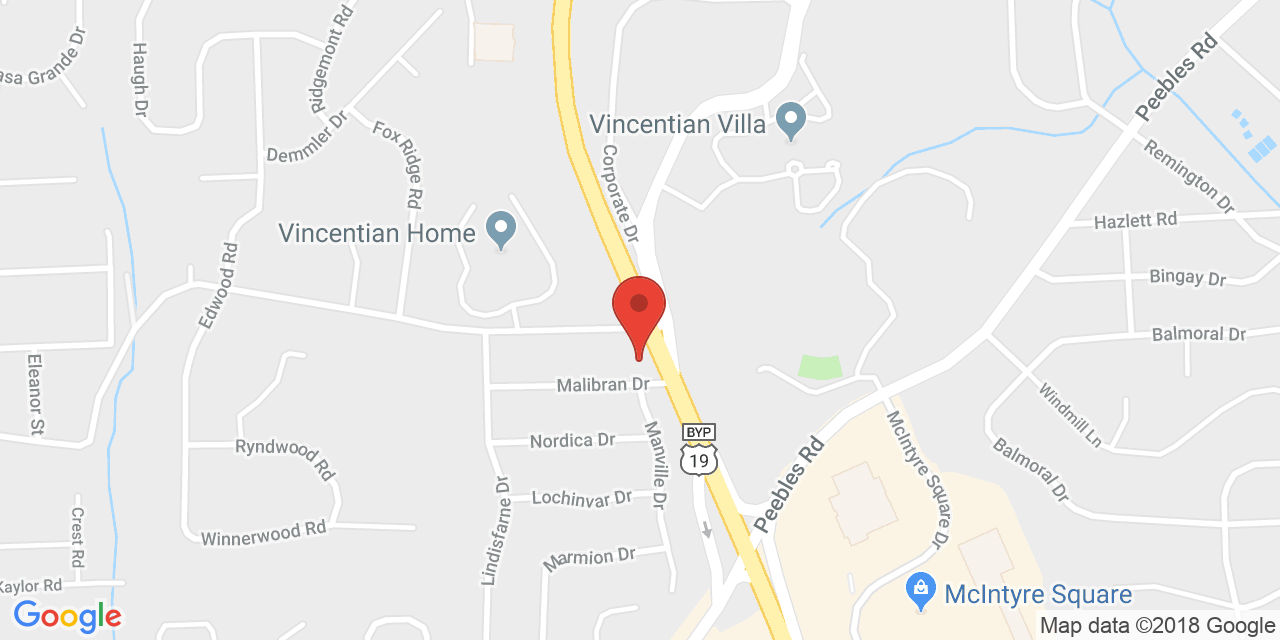 asa Grande Dr
Haugh Dr
Ridgemont Rd
Demmler Dr
Fox Ridge Rd
Corporate Dr
Vincentian Villa
Peebles Rd
Remington Dr
Hazlett Rd
Vincentian Home
Edwood Rd
Bingay Dr
Balmoral Dr
Eleanor St
Malibran Dr
Windmill Ln
McIntyre Square Dr
Ryndwood Rd
Nordica Dr
Manville Dr
BYP
19
Peebles Rd
Balmoral Dr
Lindisfarne Dr
Lochinvar Dr
Crest Rd
Winnerwood Rd
Marmion Dr
Kaylor Rd
McIntyre Square
Google
Map data ©2018 Google